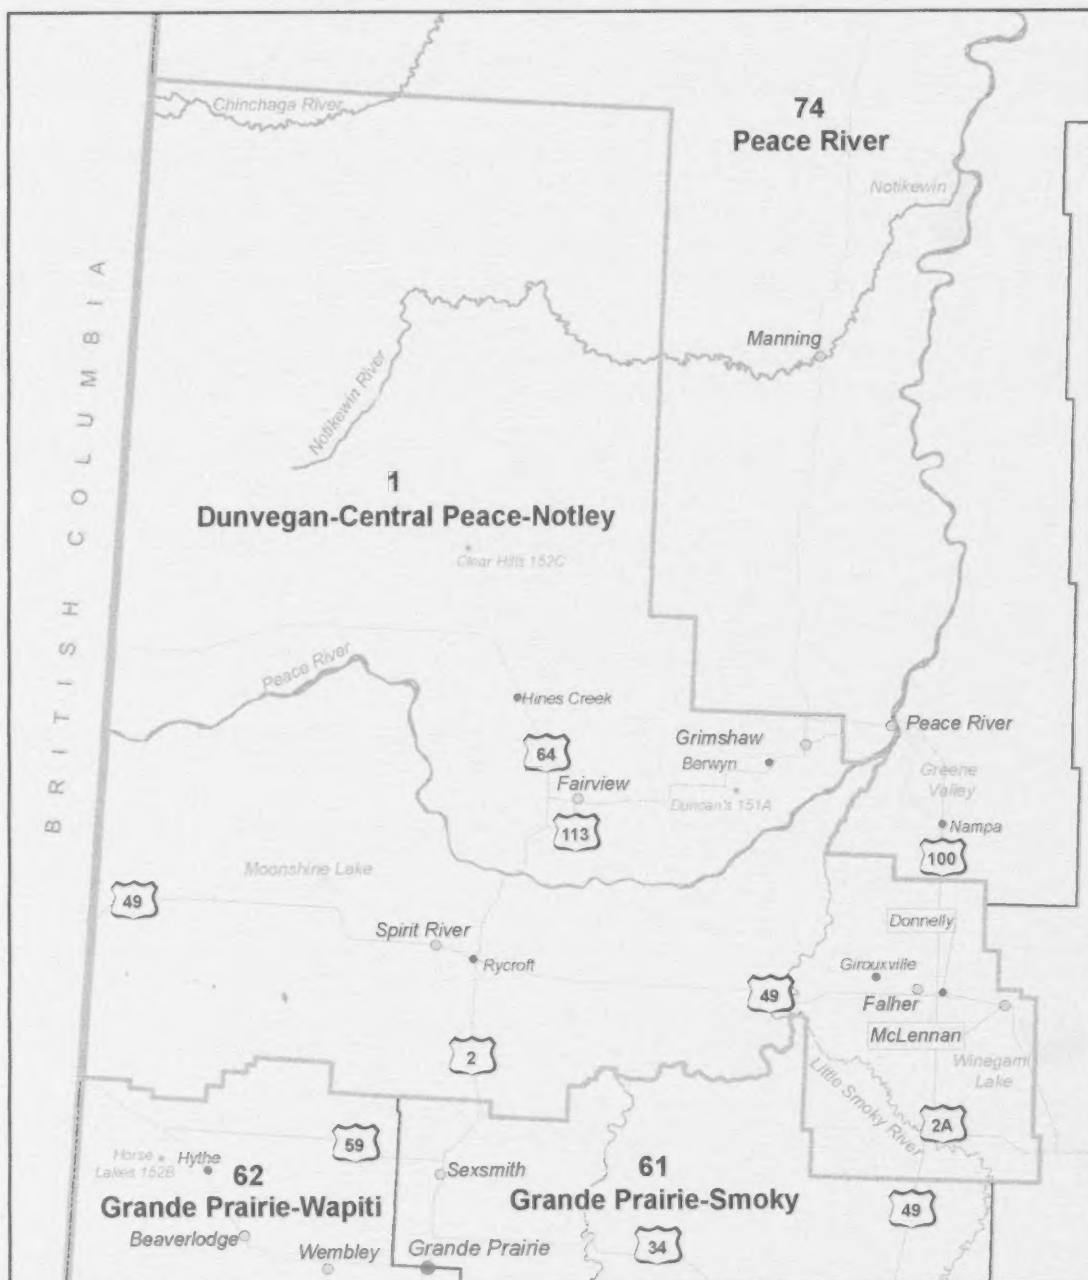 Chinchaga River
74
Peace River
Notikewin
BRITISH COLUMBIA
Manning
Notikewin River
1
Dunvegan-Central Peace-Notley
Clear Hills 152C
Peace River
Hines Creek
Peace River
64
Grimshaw
Berwyn
Greene
Valley
Fairview
Duncan's 151A
Nampa
113
100
Moonshine Lake
49
Donnelly
Spirit River
Rycroft
Girouxville
49
Falher
McLennan
2
Winegami
Lake
Little Smoky River
59
2A
Horse
Lakes 152B
Hythe
62
Grande Prairie-Wapiti
Sexsmith
61
Grande Prairie-Smoky
49
Beaverlodge
Wembley
Grande Prairie
34